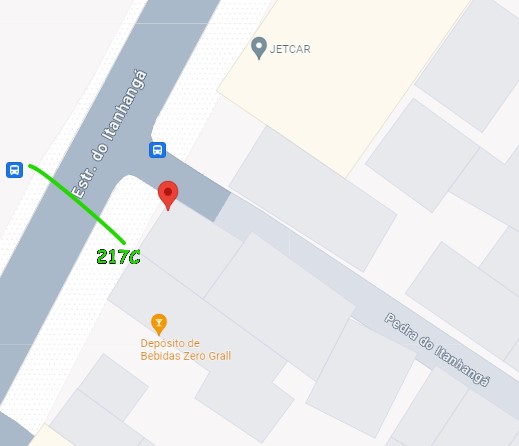 JETCAR
Estr. do Itanhangá
217C
Depósito de
Bebidas Zero Grall
Pedra do Itanhangá